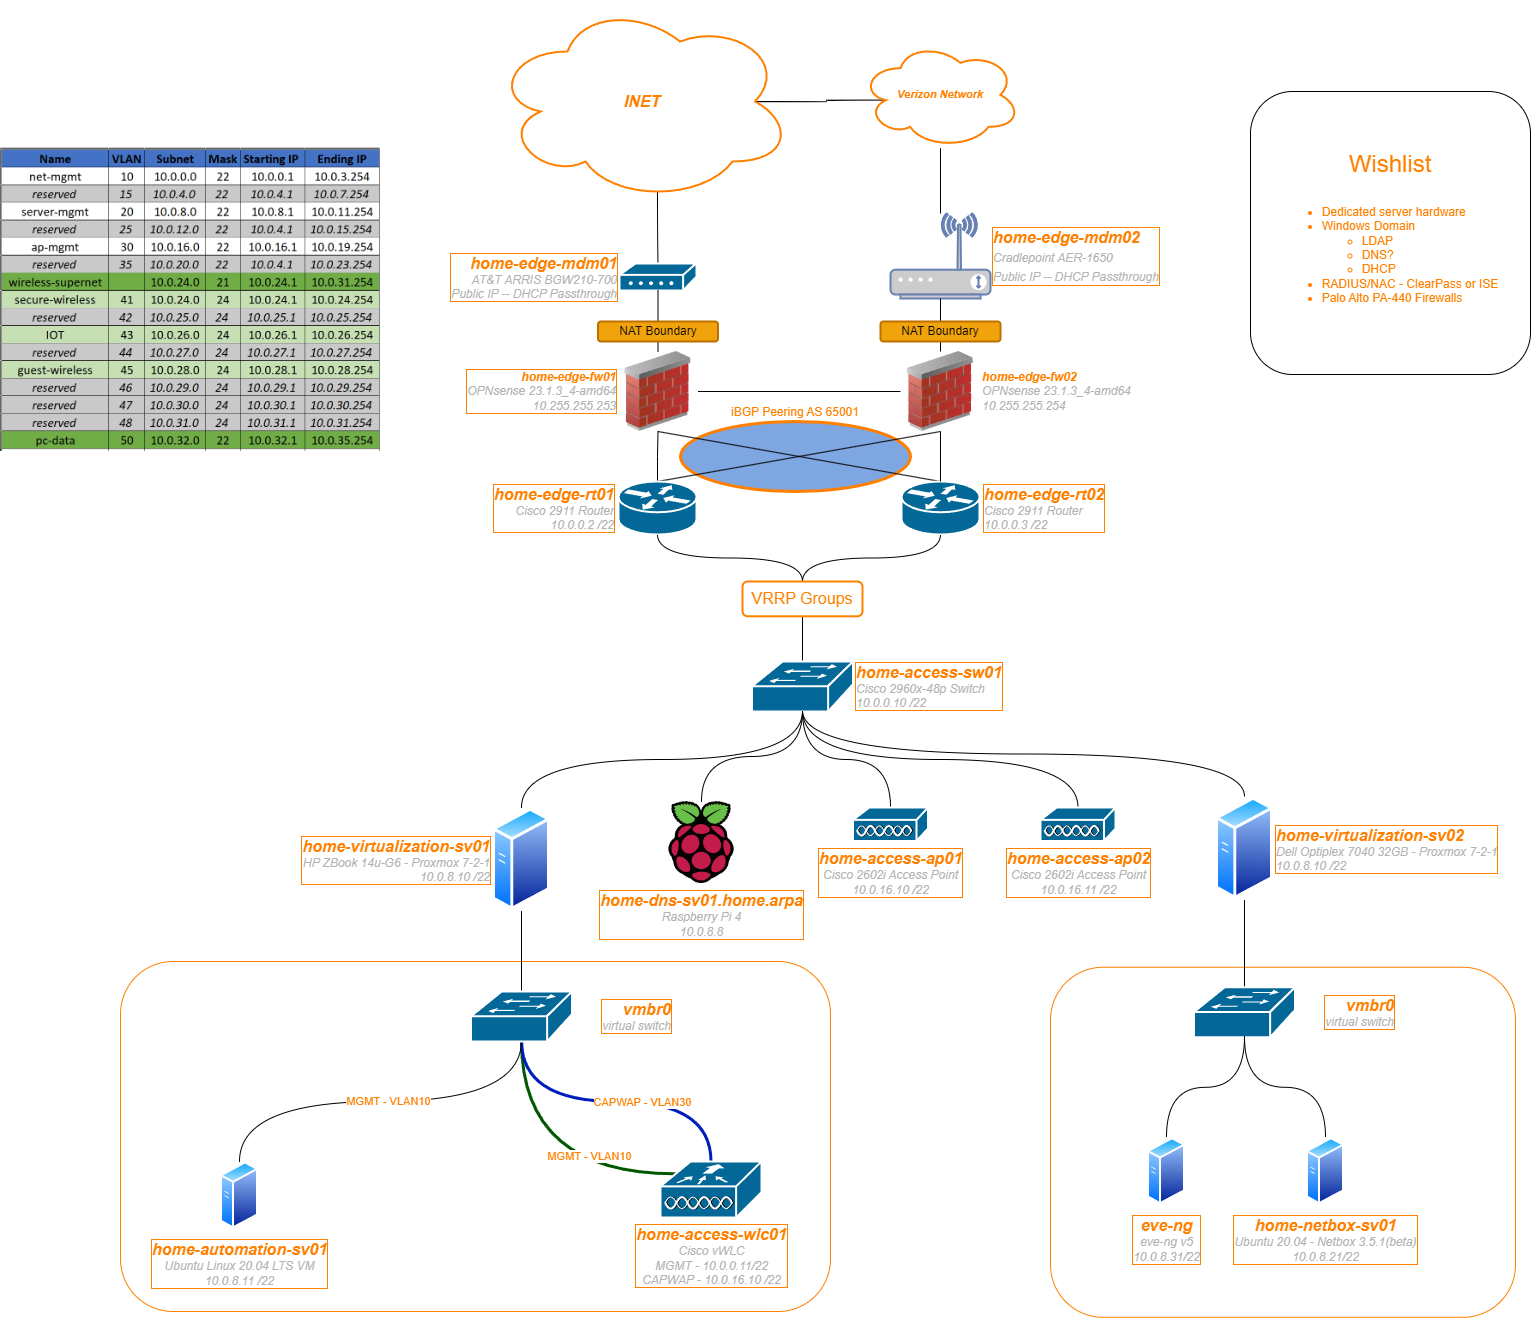 INET
Verizon Network
Name VLAN Subnet Mask Starting IP Ending IP
net-mgmt 10 10.0.0.0 22 10.0.0.1 10.0.3.254
reserved 15 10.0.4.0 22 10.0.4.1 10.0.7.254
server-mgmt 20 10.0.8.0 22 10.0.8.1 10.0.11.254
reserved 25 10.0.12.0 22 10.0.4.1 10.0.15.254
ap-mgmt 30 10.0.16.0 22 10.0.16.1 10.0.19.254
reserved 35 10.0.20.0 22 10.0.4.1 10.0.23.254
wireless-supernet 10.0.24.0 21 10.0.24.1 10.0.31.254
secure-wireless 41 10.0.24.0 24 10.0.24.1 10.0.24.254
reserved 42 10.0.25.0 24 10.0.25.1 10.0.25.254
IOT 43 10.0.26.0 24 10.0.26.1 10.0.26.254
reserved 44 10.0.27.0 24 10.0.27.1 10.0.27.254
guest-wireless 45 10.0.28.0 24 10.0.28.1 10.0.28.254
reserved 46 10.0.29.0 24 10.0.29.1 10.0.29.254
reserved 47 10.0.30.0 24 10.0.30.1 10.0.30.254
reserved 48 10.0.31.0 24 10.0.31.1 10.0.31.254
pc-data 50 10.0.32.0 22 10.0.32.1 10.0.35.254
Wishlist
Dedicated server hardware
Windows Domain
LDAP
DNS?
DHCP
RADIUS/NAC - ClearPass or ISE
Palo Alto PA-440 Firewalls
home-edge-mdm01
AT&T ARRIS BGW210-700
Public IP -- DHCP Passthrough
home-edge-mdm02
Cradlepoint AER-1650
Public IP -- DHCP Passthrough
NAT Boundary
NAT Boundary
home-edge-fw01
OPNsense 23.1.3_4-amd64
10.255.255.253
home-edge-fw02
OPNsense 23.1.3_4-amd64
10.255.255.254
iBGP Peering AS 65001
home-edge-rt01
Cisco 2911 Router
10.0.0.2 /22
home-edge-rt02
Cisco 2911 Router
10.0.0.3 /22
VRRP Groups
home-access-sw01
Cisco 2960x-48p Switch
10.0.0.10 /22
home-virtualization-sv01
HP ZBook 14u-G6 - Proxmox 7-2-1
10.0.8.10 /22
home-dns-sv01.home.arpa
Raspberry Pi 4
10.0.8.8
home-access-ap01
Cisco 2602i Access Point
10.0.16.10 /22
home-access-ap02
Cisco 2602i Access Point
10.0.16.11 /22
home-virtualization-sv02
Dell Optiplex 7040 32GB - Proxmox 7-2-1
10.0.8.10 /22
vmbr0
virtual switch
MGMT - VLAN10
CAPWAP - VLAN30
MGMT - VLAN10
home-automation-sv01
Ubuntu Linux 20.04 LTS VM
10.0.8.11 /22
home-access-wlc01
Cisco vWLC
MGMT - 10.0.0.11/22
CAPWAP - 10.0.16.10 /22
vmbr0
virtual switch
eve-ng
eve-ng v5
10.0.8.31/22
home-netbox-sv01
Ubuntu 20.04 - Netbox 3.5.1(beta)
10.0.8.21/22